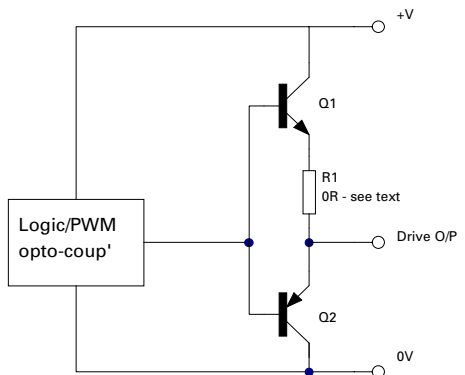 +V
Q1
R1
0R - see text
Logic/PWM
opto-coup'
Drive O/P
Q2
0V